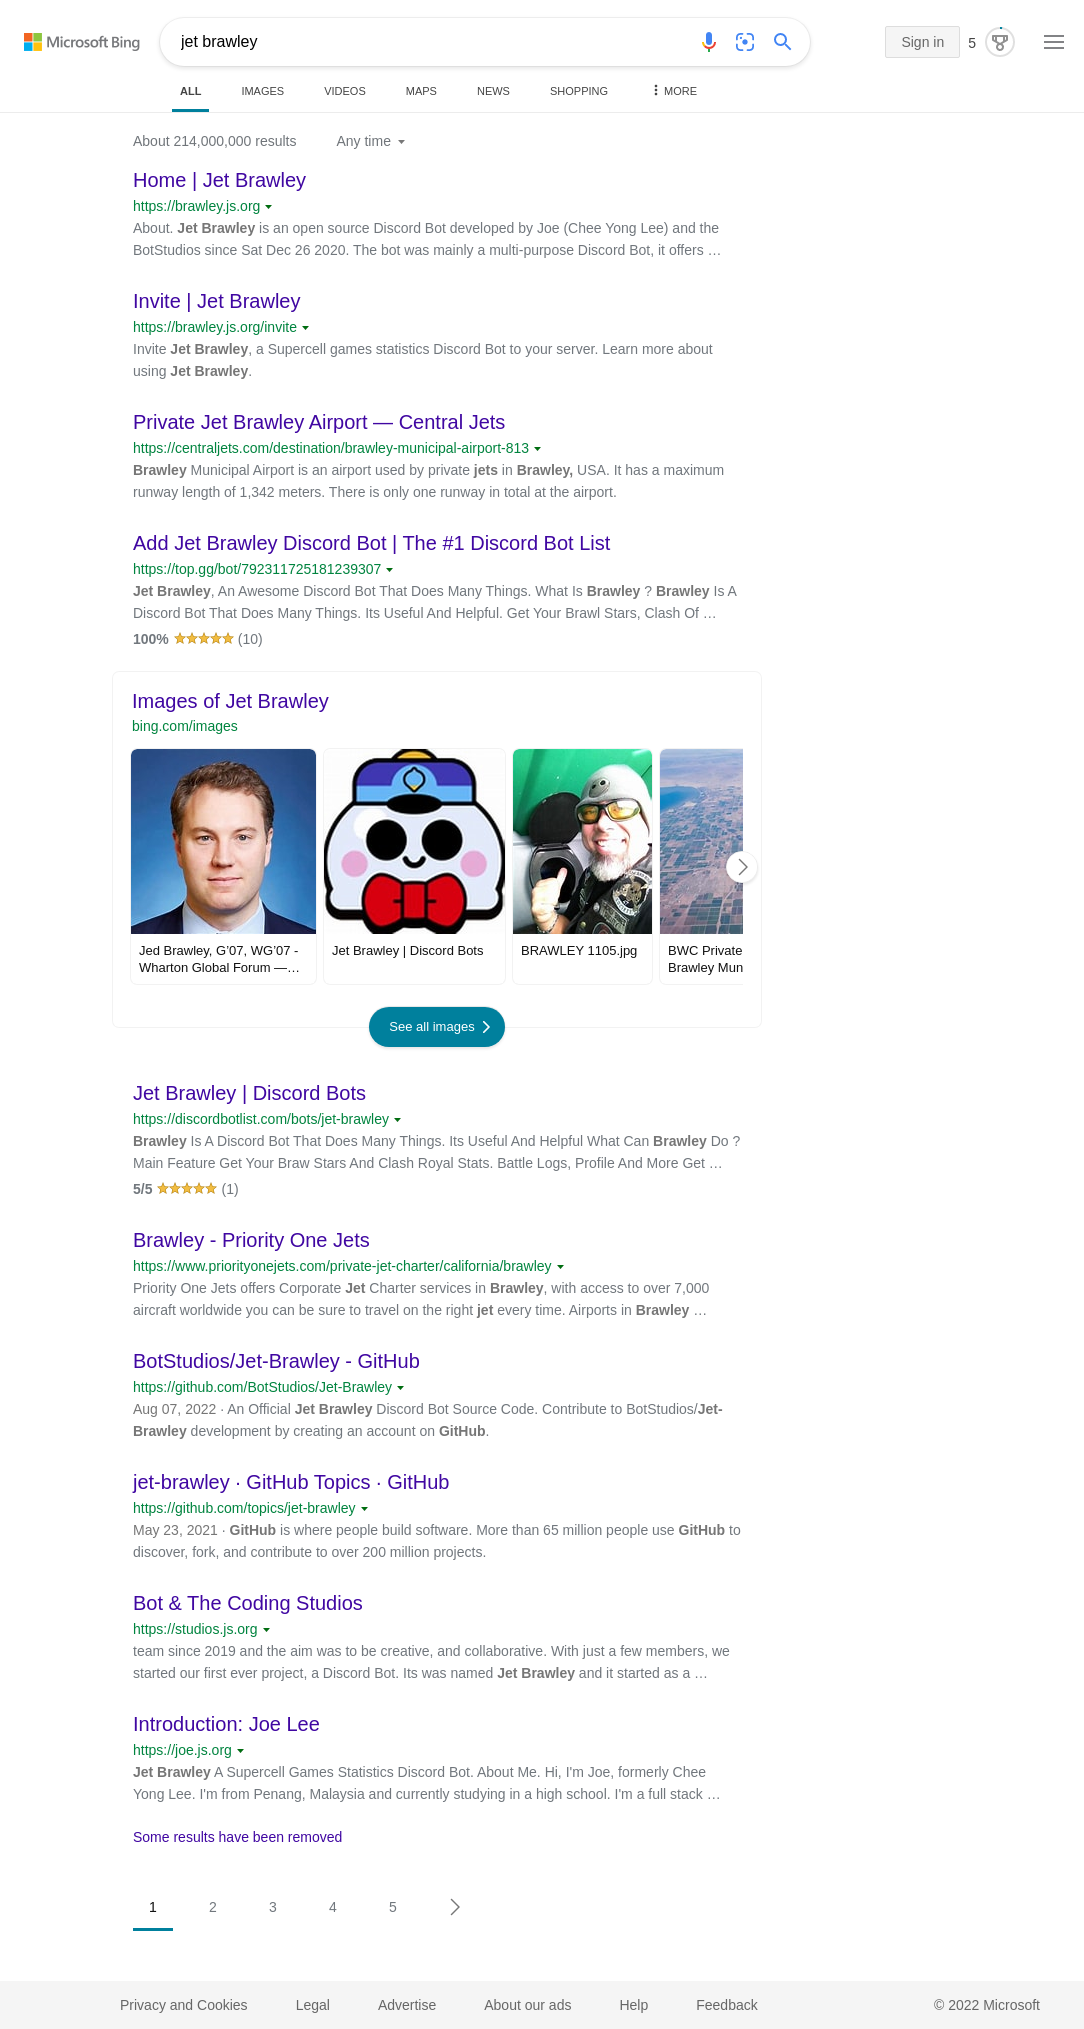 Microsoft Bing
jet brawley
Sign in
5
ALL
IMAGES
VIDEOS
MAPS
NEWS
SHOPPING
MORE
About 214,000,000 results
Any time
Home | Jet Brawley
https://brawley.js.org
About. Jet Brawley is an open source Discord Bot developed by Joe (Chee Yong Lee) and the
BotStudios since Sat Dec 26 2020. The bot was mainly a multi-purpose Discord Bot, it offers …
Invite | Jet Brawley
https://brawley.js.org/invite
Invite Jet Brawley, a Supercell games statistics Discord Bot to your server. Learn more about
using Jet Brawley.
Private Jet Brawley Airport — Central Jets
https://centraljets.com/destination/brawley-municipal-airport-813
Brawley Municipal Airport is an airport used by private jets in Brawley, USA. It has a maximum
runway length of 1,342 meters. There is only one runway in total at the airport.
Add Jet Brawley Discord Bot | The #1 Discord Bot List
https://top.gg/bot/792311725181239307
Jet Brawley, An Awesome Discord Bot That Does Many Things. What Is Brawley ? Brawley Is A
Discord Bot That Does Many Things. Its Useful And Helpful. Get Your Brawl Stars, Clash Of …
100% (10)
Images of Jet Brawley
bing.com/images
Jed Brawley, G’07, WG’07 -
Wharton Global Forum —…
Jet Brawley | Discord Bots
BRAWLEY 1105.jpg
BWC Private
Brawley Mun
See all images
Jet Brawley | Discord Bots
https://discordbotlist.com/bots/jet-brawley
Brawley Is A Discord Bot That Does Many Things. Its Useful And Helpful What Can Brawley Do ?
Main Feature Get Your Braw Stars And Clash Royal Stats. Battle Logs, Profile And More Get …
5/5 (1)
Brawley - Priority One Jets
https://www.priorityonejets.com/private-jet-charter/california/brawley
Priority One Jets offers Corporate Jet Charter services in Brawley, with access to over 7,000
aircraft worldwide you can be sure to travel on the right jet every time. Airports in Brawley …
BotStudios/Jet-Brawley - GitHub
https://github.com/BotStudios/Jet-Brawley
Aug 07, 2022 · An Official Jet Brawley Discord Bot Source Code. Contribute to BotStudios/Jet-
Brawley development by creating an account on GitHub.
jet-brawley · GitHub Topics · GitHub
https://github.com/topics/jet-brawley
May 23, 2021 · GitHub is where people build software. More than 65 million people use GitHub to
discover, fork, and contribute to over 200 million projects.
Bot & The Coding Studios
https://studios.js.org
team since 2019 and the aim was to be creative, and collaborative. With just a few members, we
started our first ever project, a Discord Bot. Its was named Jet Brawley and it started as a …
Introduction: Joe Lee
https://joe.js.org
Jet Brawley A Supercell Games Statistics Discord Bot. About Me. Hi, I'm Joe, formerly Chee
Yong Lee. I'm from Penang, Malaysia and currently studying in a high school. I'm a full stack …
Some results have been removed
1
2
3
4
5
Privacy and Cookies
Legal
Advertise
About our ads
Help
Feedback
© 2022 Microsoft